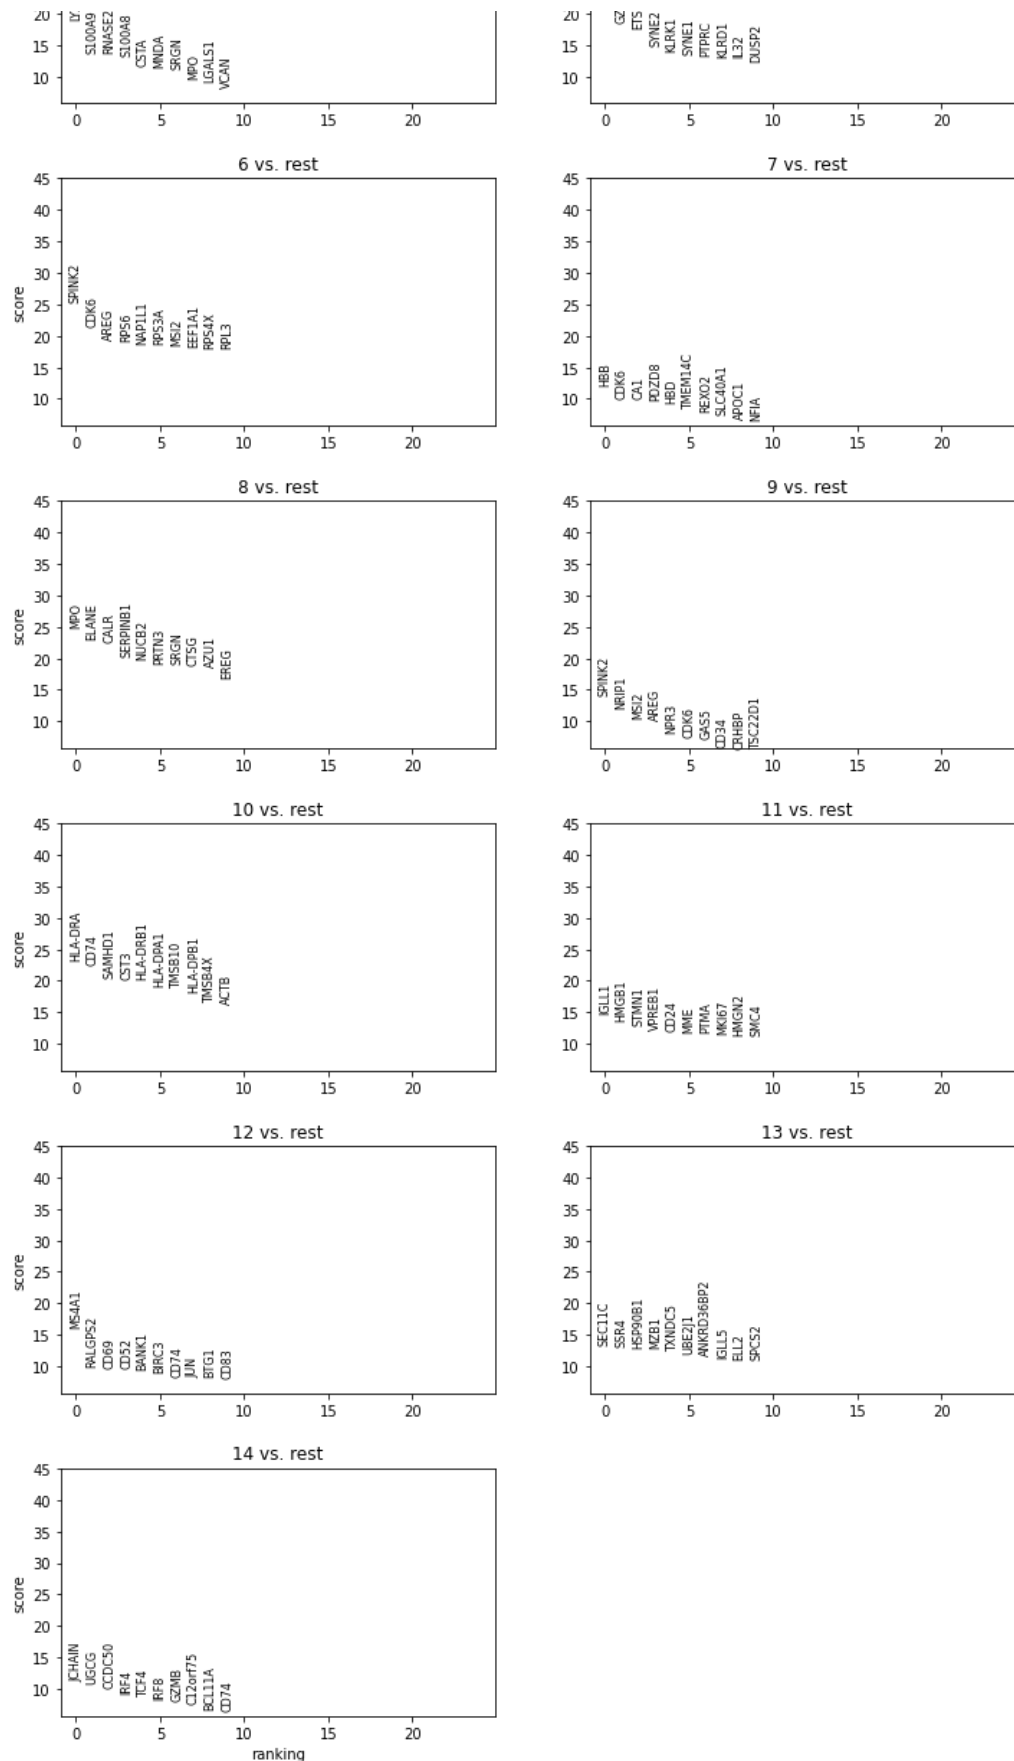 20
15
10
S100A9
RNASE2
S100A8
CSTA
MNDA
SRGN
MPO
LGALS1
VCAN
0 5 10 15 20
20
15
10
SYNE2
KLRK1
SYNE1
PTPRC
KLRD1
IL32
DUSP2
0 5 10 15 20
6 vs. rest
score
45
40
35
30
25
20
15
10
SPINK2
CDK6
AREG
RPS6
NAP1L1
RPS3A
MSI2
EEF1A1
RPS4X
RPL3
0 5 10 15 20
7 vs. rest
45
40
35
30
25
20
15
10
HBB
CDK6
CA1
PDZD8
HBD
TMEM14C
REXO2
SLC40A1
APOC1
NFIA
0 5 10 15 20
8 vs. rest
score
45
40
35
30
25
20
15
10
MPO
ELANE
CALR
SERPINB1
NUCB2
PRTN3
SRGN
CTSG
AZU1
EREG
0 5 10 15 20
9 vs. rest
45
40
35
30
25
20
15
10
SPINK2
NRIP1
MSI2
AREG
NPR3
CDK6
GAS5
CD34
CRHBP
TSC22D1
0 5 10 15 20
10 vs. rest
score
45
40
35
30
25
20
15
10
HLA-DRA
CD74
SAMHD1
CST3
HLA-DRB1
HLA-DPA1
TMSB10
HLA-DPB1
TMSB4X
ACTB
0 5 10 15 20
11 vs. rest
45
40
35
30
25
20
15
10
IGLL1
HMGB1
STMN1
VPREB1
CD24
MME
PTMA
MKI67
HMGN2
SMC4
0 5 10 15 20
12 vs. rest
score
45
40
35
30
25
20
15
10
MS4A1
RALGPS2
CD69
CD52
BANK1
BIRC3
CD74
JUN
BTG1
CD83
0 5 10 15 20
13 vs. rest
45
40
35
30
25
20
15
10
SEC11C
SSR4
HSP90B1
MZB1
TXNDC5
UBE2J1
ANKRD36BP2
IGLL5
ELL2
SPCS2
0 5 10 15 20
14 vs. rest
score
45
40
35
30
25
20
15
10
JCHAIN
UGCG
CCDC50
IRF4
TCF4
IRF8
GZMB
C12orf75
BCL11A
CD74
0 5 10 15 20
ranking